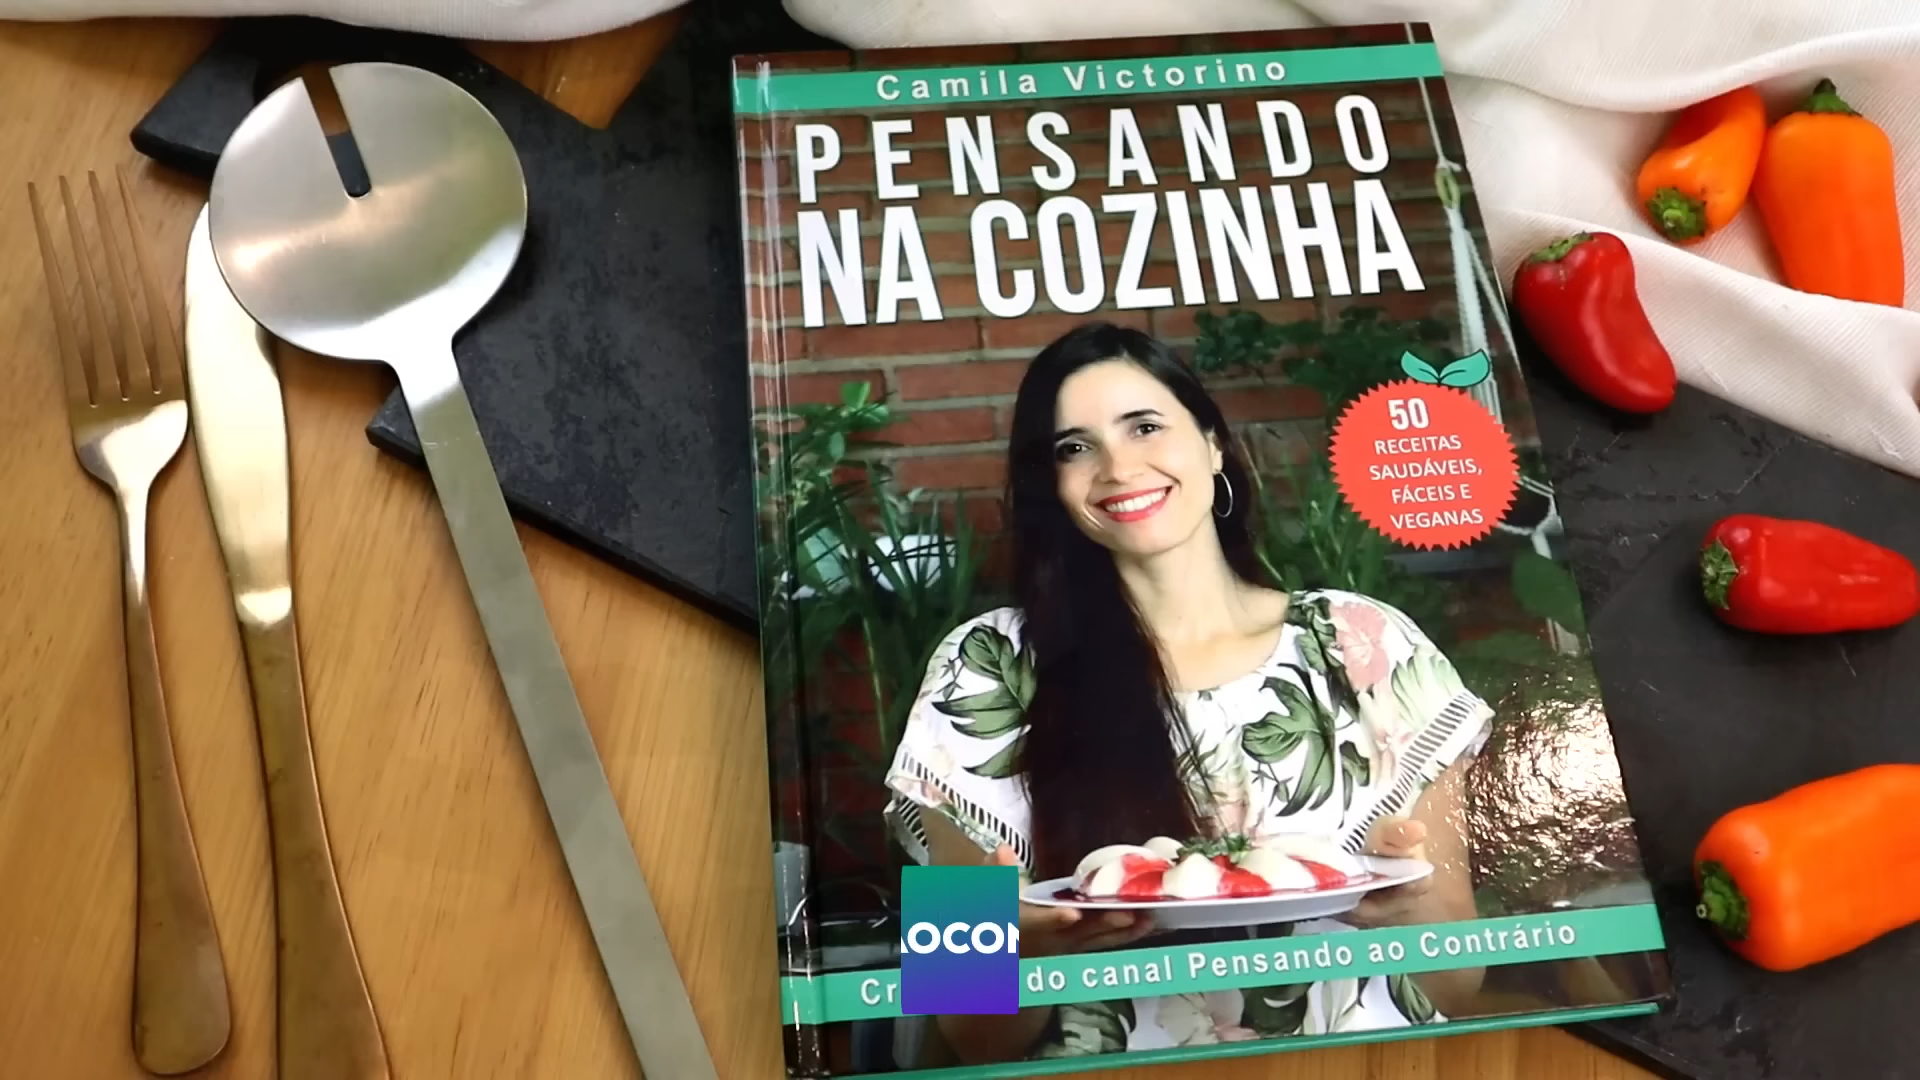 Camila Victorino
PENSANDO
NA COZINHA
50
RECEITAS
SAUDÁVEIS,
FÁCEIS E
VEGANAS
do canal Pensando ao Contrário